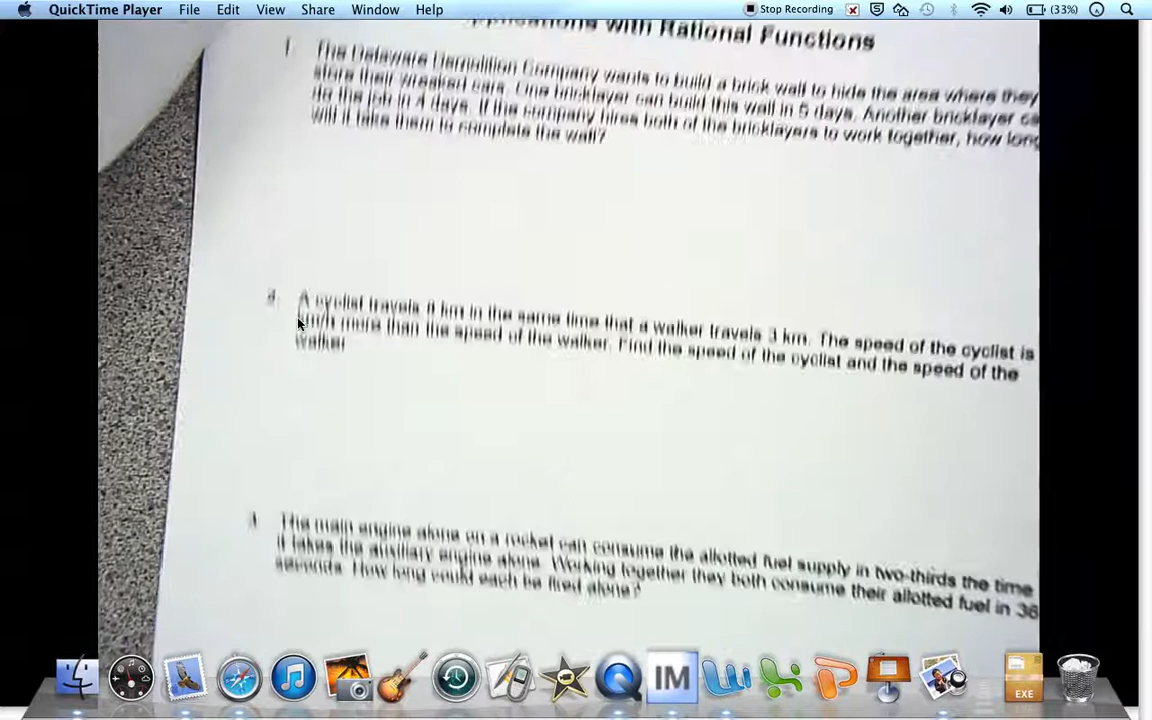 QuickTime Player File Edit View Share Window Help Stop Recording (33%)
Applications with Rational Functions
1. The Delaware Demolition Company wants to build a brick wall to hide the area where they
store their wreaked cars. One bricklayer can build this wall in 5 days. Another bricklayer ca
do the job in 4 days. If the company hires both of the bricklayers to work together, how long
will it take them to complete the wall?
A cyclist travels km in the same time that a walker travels 3 km. The speed of the cyclist is
more than the speed of the walker. Find the speed of the cyclist and the speed of the
walker
The main engine alone on a rocket can consume the allotted fuel supply in two-thirds the time
it takes the auxiliary engine alone. Working together they both consume their allotted fuel in 36
seconds. How long could each be fired alone?
IM
EXE